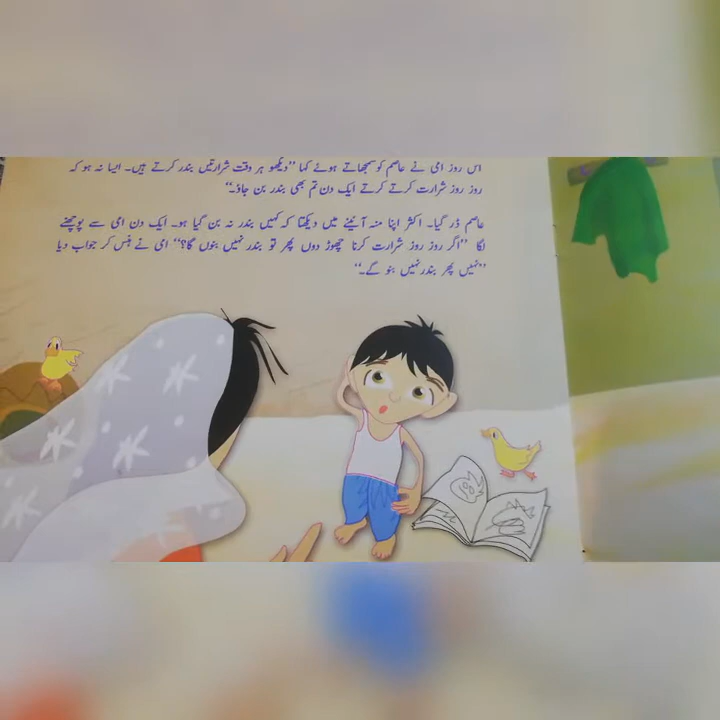 اس روز امی نے عاصم کو سمجھاتے ہوئے کہا ’’دیکھو ہر وقت شرارتیں بندر کرتے ہیں۔ ایسا نہ ہو کہ
روز روز شرارت کرتے کرتے ایک دن تم بھی بندر بن جاؤ۔‘‘
عاصم ڈر گیا۔ اکثر اپنا منہ آئینے میں دیکھتا کہ کہیں بندر نہ بن گیا ہو۔ ایک دن امی سے پوچھنے
لگا ’’اگر روز روز شرارت کرنا چھوڑ دوں پھر تو بندر نہیں بنوں گا؟‘‘ امی نے ہنس کر جواب دیا
’’نہیں پھر بندر نہیں بنو گے۔‘‘